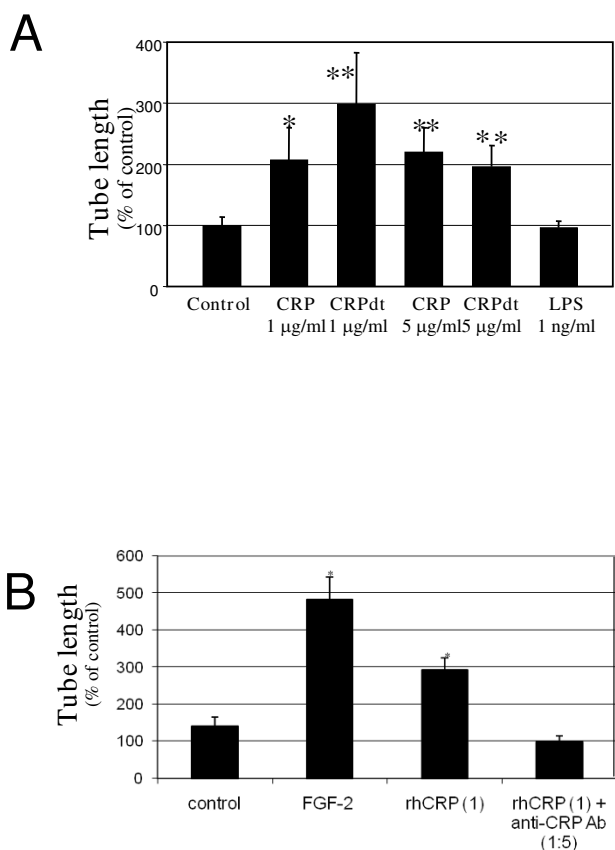 A
Tube length
(% of control)
400
300
200
100
0
*
**
**
**
Control CRP CRPdt CRP CRPdt LPS
1 µg/ml 1 µg/ml 5 µg/ml 5 µg/ml 1 ng/ml
B
Tube length
(% of control)
600
500
400
300
200
100
0
*
*
control FGF-2 rhCRP (1) rhCRP (1) +
anti-CRP Ab
(1:5)